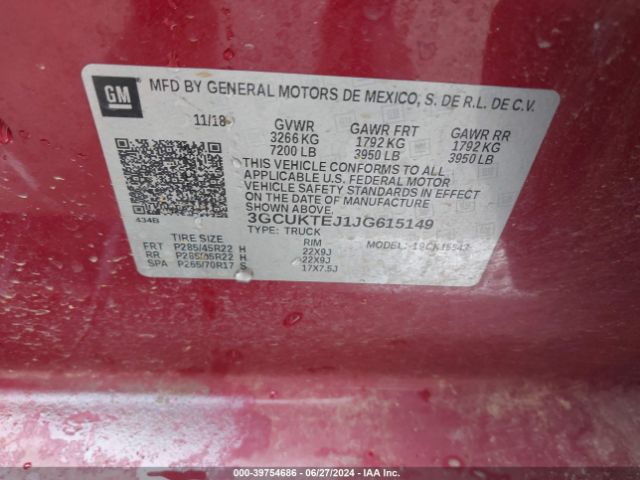 GM MFD BY GENERAL MOTORS DE MEXICO, S. DE R.L. DE C.V.
11/18 GVWR GAWR FRT GAWR RR
3266 KG 1792 KG 1792 KG
7200 LB 3950 LB 3950 LB
THIS VEHICLE CONFORMS TO ALL
APPLICABLE U.S. FEDERAL MOTOR
VEHICLE SAFETY STANDARDS IN EFFECT
ON THE DATE OF MANUFACTURE
SHOWN ABOVE.
3GCUKTEJ1JG615149
434B TYPE: TRUCK
TIRE SIZE RIM MODEL:
FRT P285/45R22 H 22X9J
RR H 22X9J
SPA P265/70R17 S 17X7.5J
000-39754686 - 06/27/2024 - IAA Inc.